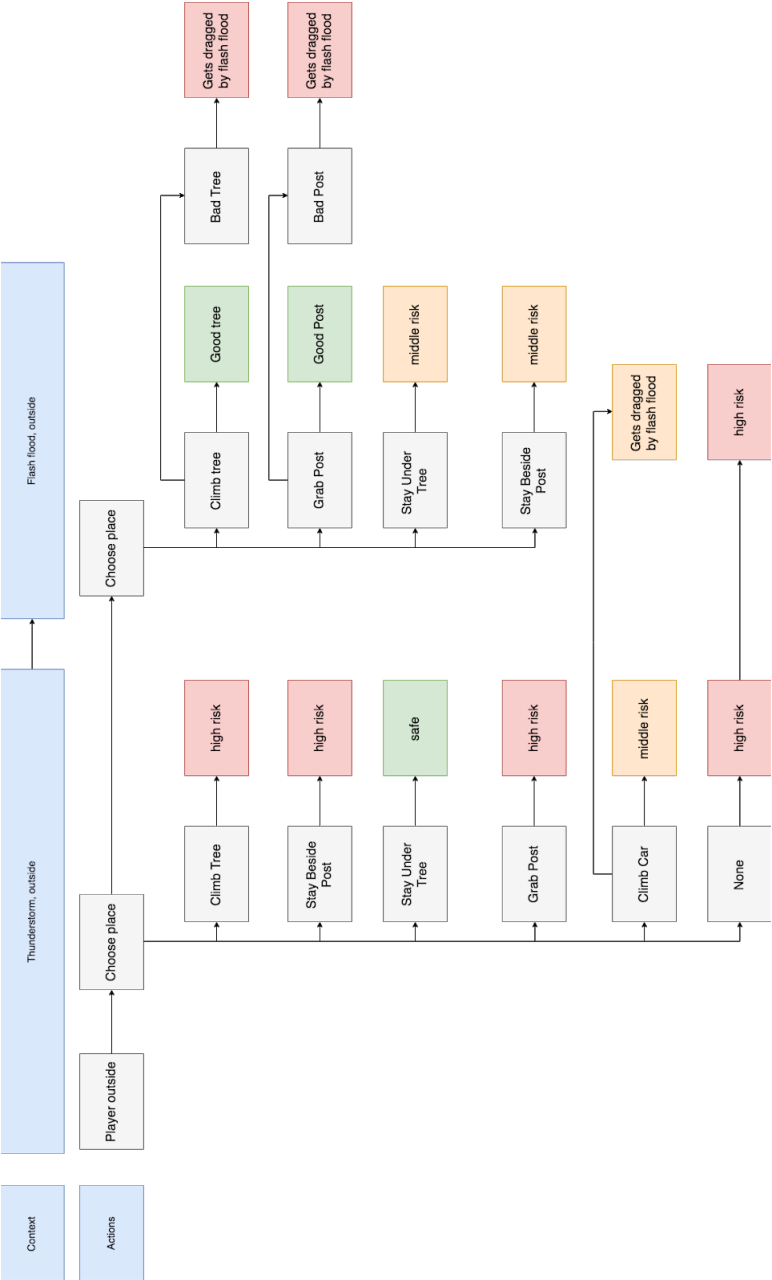 Context
Thunderstorm, outside
Flash flood, outside
Actions
Player outside
Choose place
Choose place
Climb Tree
high risk
Climb tree
Good tree
Bad Tree
Gets dragged
by flash flood
Stay Beside
Post
high risk
Grab Post
Good Post
Bad Post
Gets dragged
by flash flood
Stay Under
Tree
safe
Stay Under
Tree
middle risk
Grab Post
high risk
Stay Beside
Post
middle risk
Climb Car
middle risk
Gets dragged
by flash flood
None
high risk
high risk